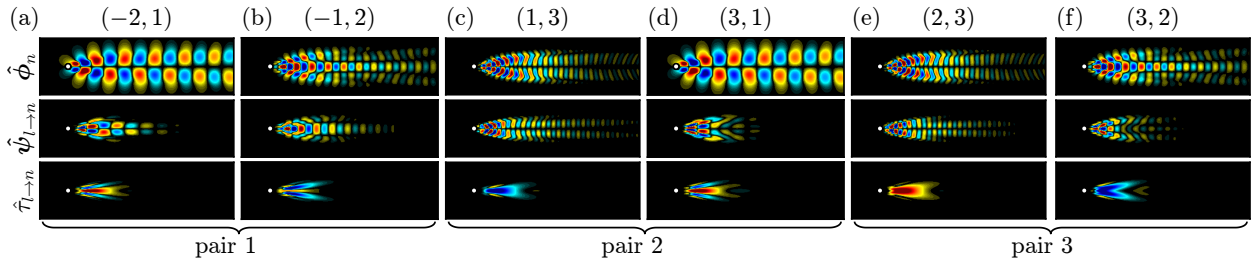 (a) (−2, 1) (b) (−1, 2) (c) (1, 3) (d) (3, 1) (e) (2, 3) (f) (3, 2)
ϕ̂ₙ
ψ̂ₗ→ₙ
τ̂ₗ→ₙ
pair 1 pair 2 pair 3